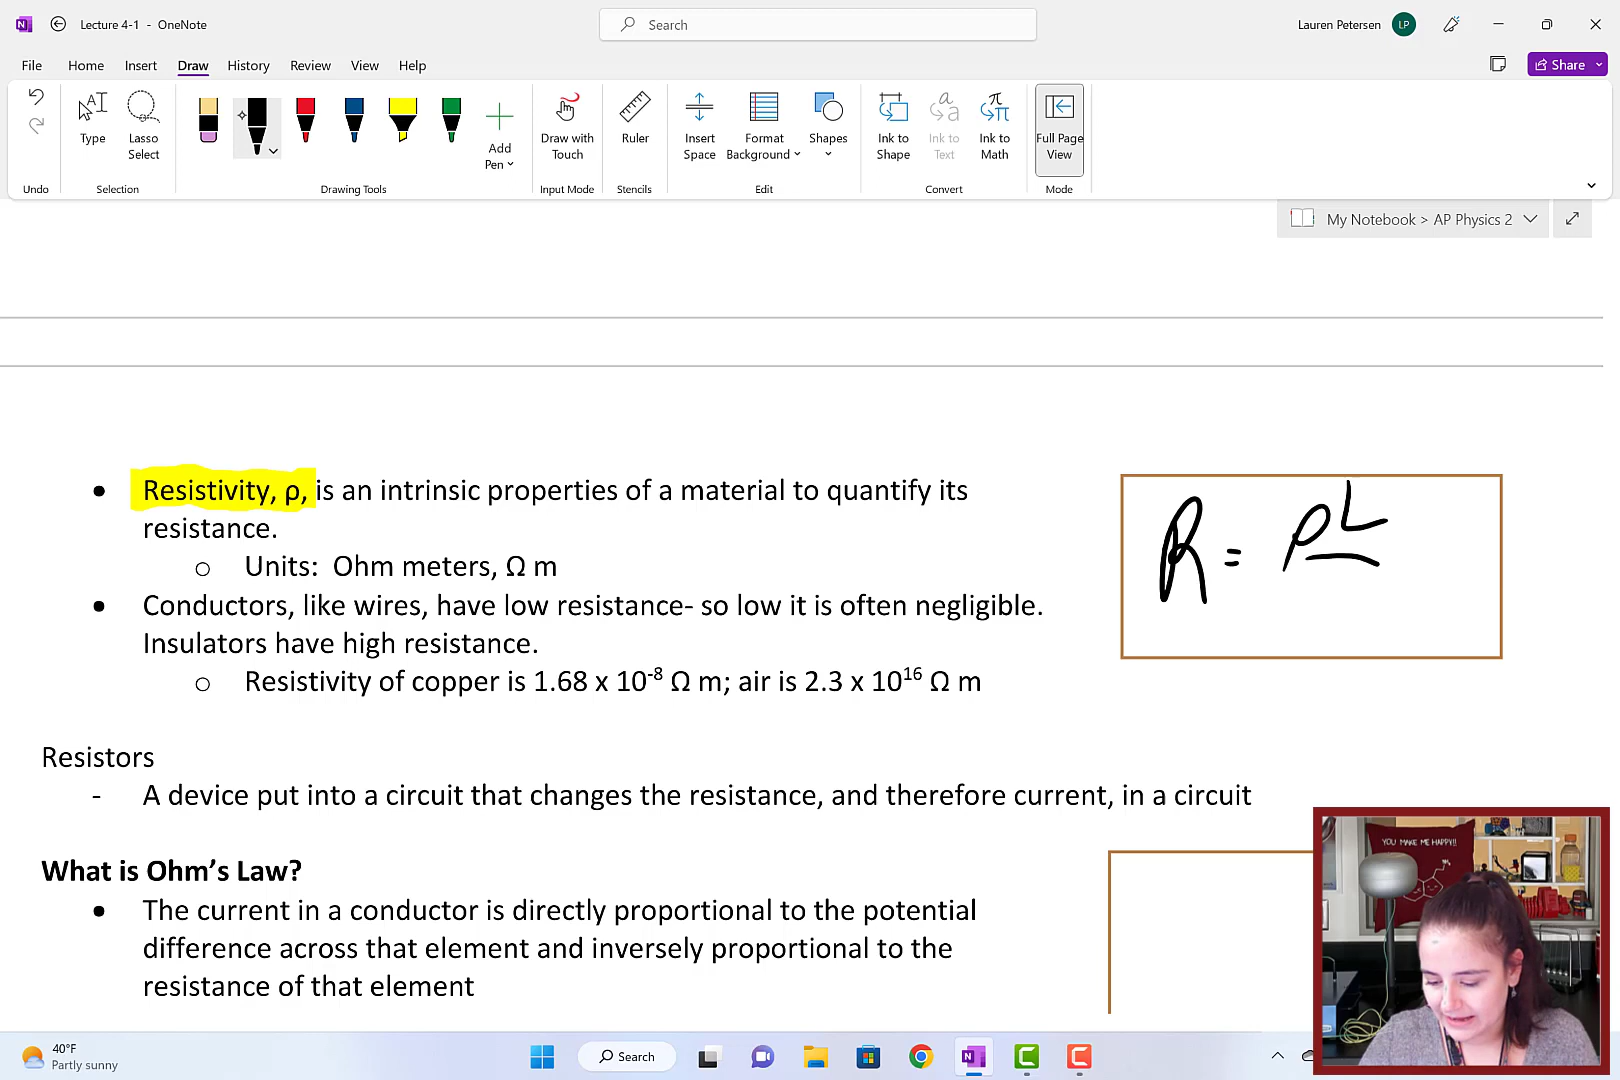 Lecture 4-1 - OneNote
Search
Lauren Petersen
LP
File Home Insert Draw History Review View Help
Share
Type
Lasso Select
Add Pen
Draw with Touch
Ruler
Insert Space
Format Background
Shapes
Ink to Shape
Ink to Text
Ink to Math
Full Page View
Undo Selection Drawing Tools Input Mode Stencils Edit Convert Mode
My Notebook > AP Physics 2
• Resistivity, ρ, is an intrinsic properties of a material to quantify its
resistance.
o Units: Ohm meters, Ω m
• Conductors, like wires, have low resistance- so low it is often negligible.
Insulators have high resistance.
o Resistivity of copper is 1.68 x 10⁻⁸ Ω m; air is 2.3 x 10¹⁶ Ω m
R = ρL
Resistors
- A device put into a circuit that changes the resistance, and therefore current, in a circuit
What is Ohm's Law?
• The current in a conductor is directly proportional to the potential
difference across that element and inversely proportional to the
resistance of that element
YOU MAKE ME HAPPY!!
40°F
Partly sunny
Search